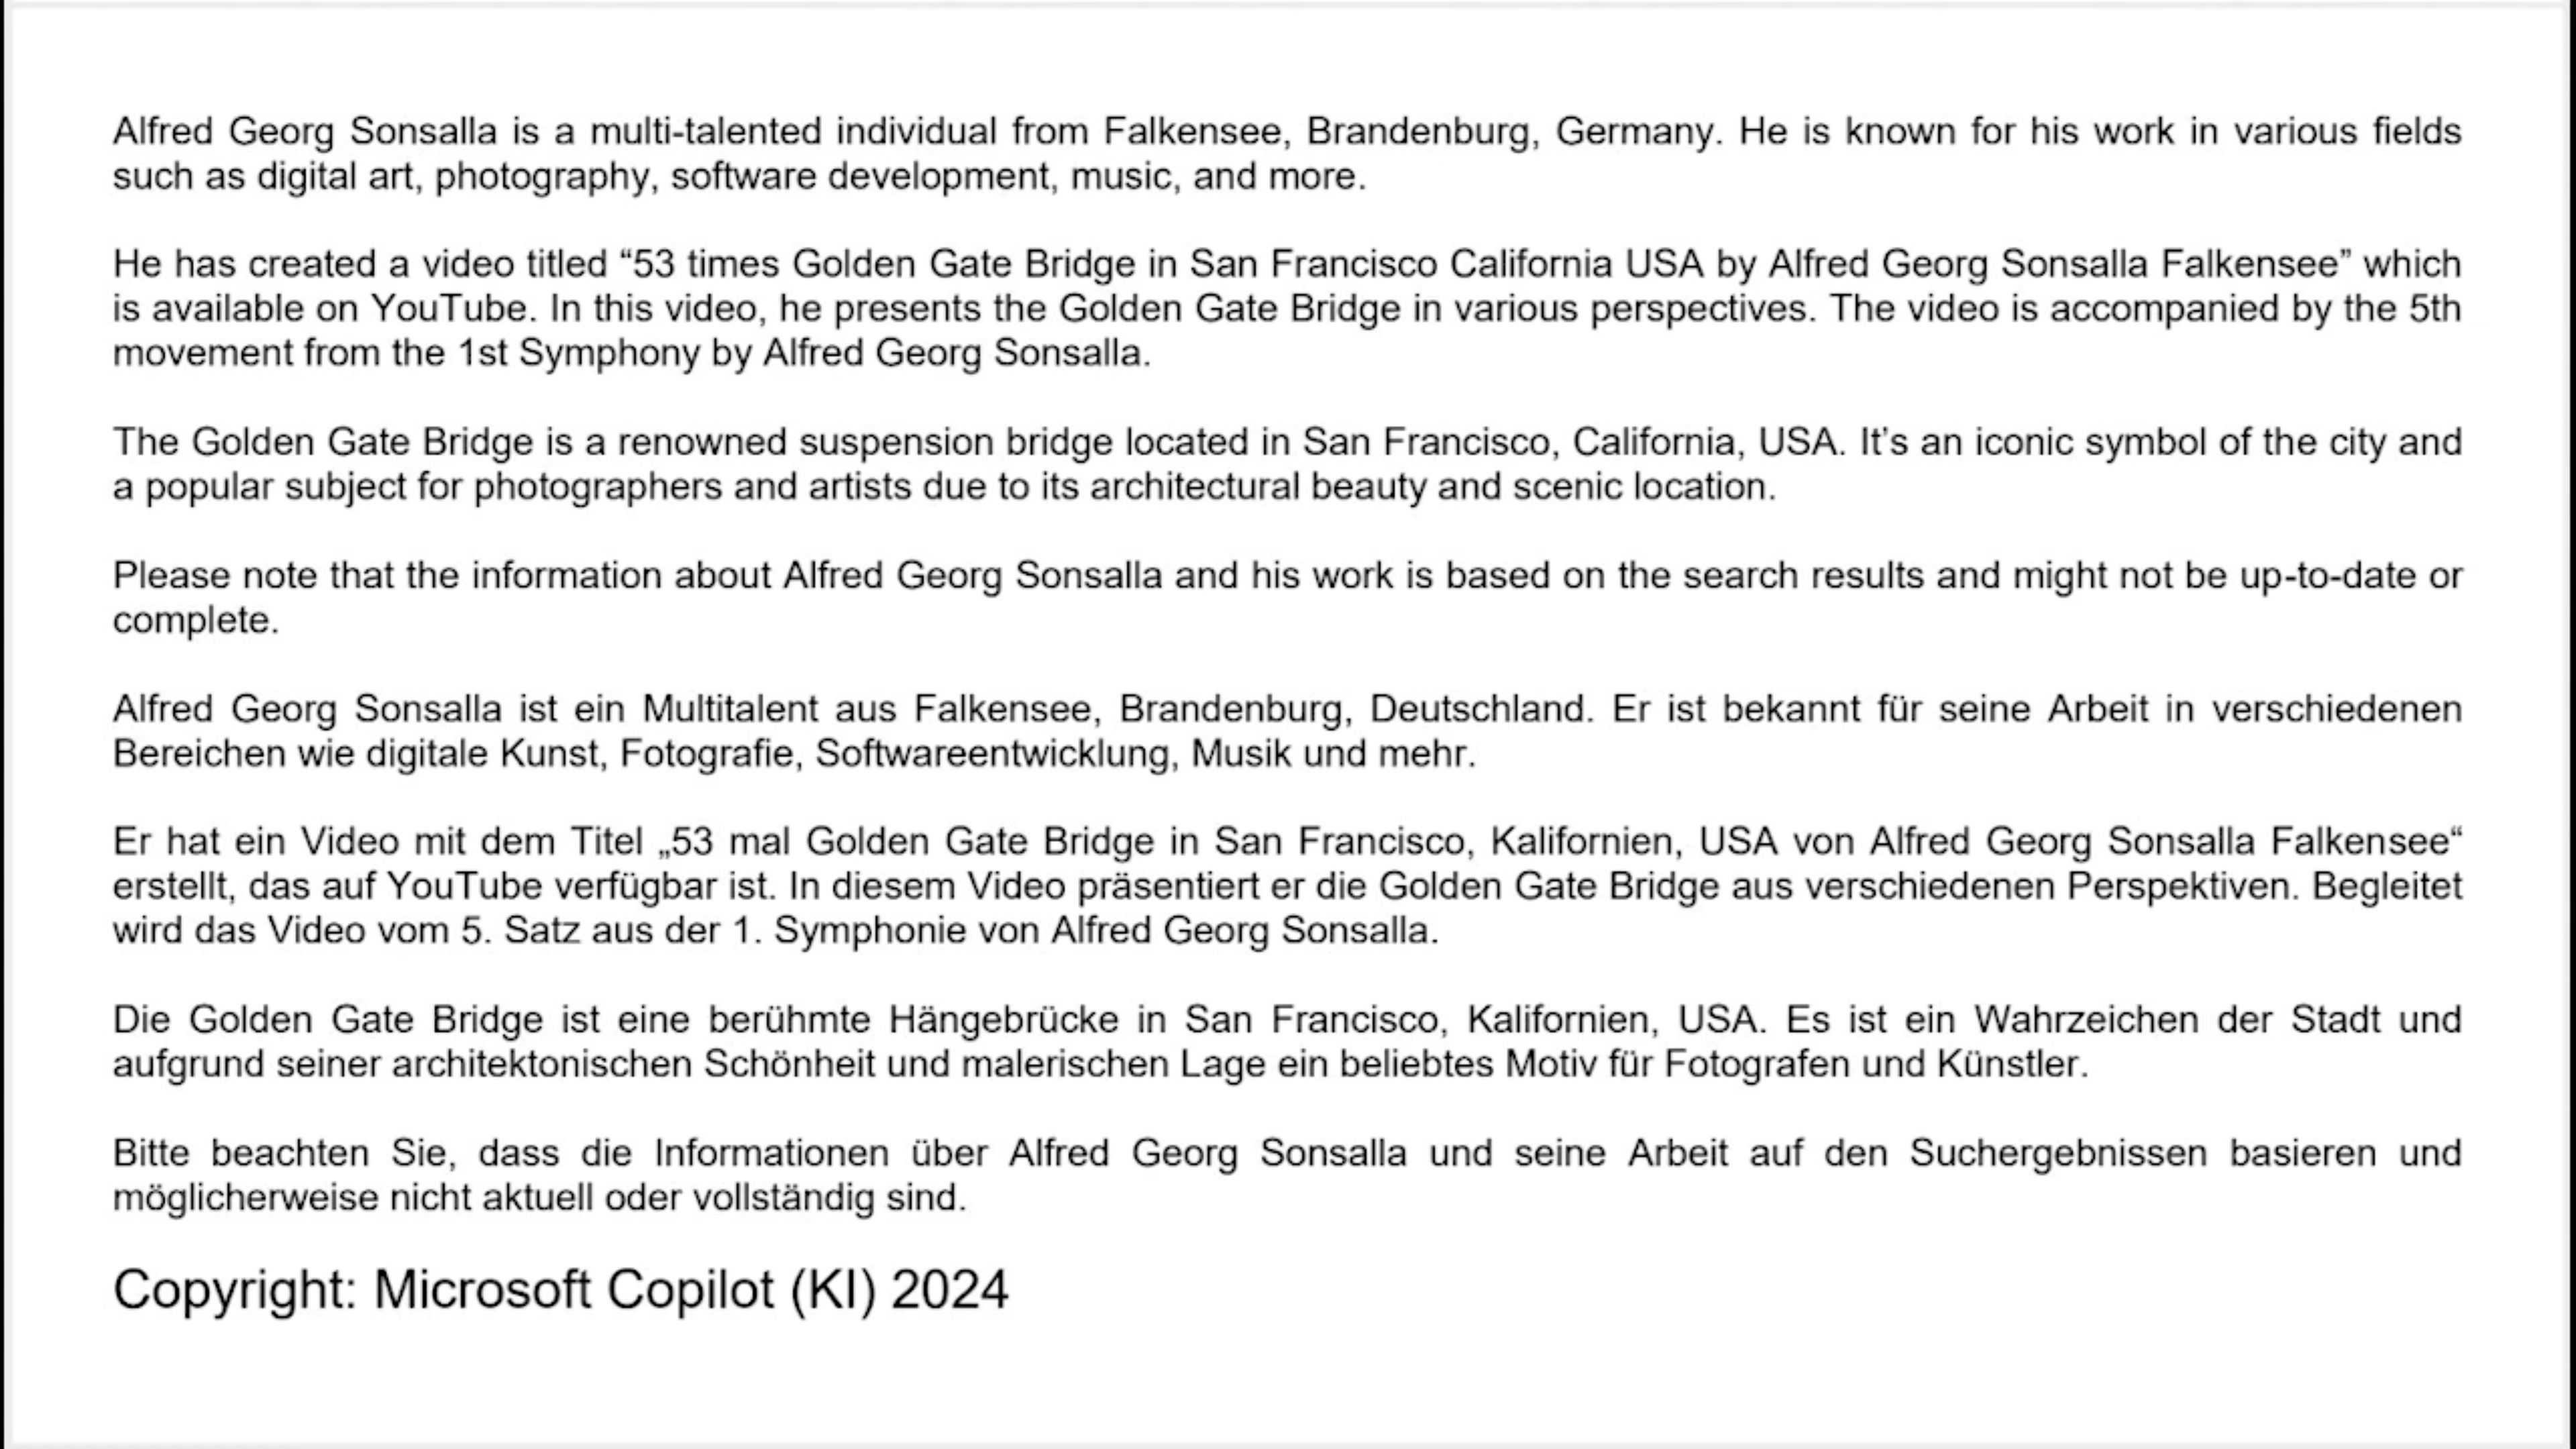 Alfred Georg Sonsalla is a multi-talented individual from Falkensee, Brandenburg, Germany. He is known for his work in various fields
such as digital art, photography, software development, music, and more.
He has created a video titled “53 times Golden Gate Bridge in San Francisco California USA by Alfred Georg Sonsalla Falkensee” which
is available on YouTube. In this video, he presents the Golden Gate Bridge in various perspectives. The video is accompanied by the 5th
movement from the 1st Symphony by Alfred Georg Sonsalla.
The Golden Gate Bridge is a renowned suspension bridge located in San Francisco, California, USA. It’s an iconic symbol of the city and
a popular subject for photographers and artists due to its architectural beauty and scenic location.
Please note that the information about Alfred Georg Sonsalla and his work is based on the search results and might not be up-to-date or
complete.
Alfred Georg Sonsalla ist ein Multitalent aus Falkensee, Brandenburg, Deutschland. Er ist bekannt für seine Arbeit in verschiedenen
Bereichen wie digitale Kunst, Fotografie, Softwareentwicklung, Musik und mehr.
Er hat ein Video mit dem Titel „53 mal Golden Gate Bridge in San Francisco, Kalifornien, USA von Alfred Georg Sonsalla Falkensee“
erstellt, das auf YouTube verfügbar ist. In diesem Video präsentiert er die Golden Gate Bridge aus verschiedenen Perspektiven. Begleitet
wird das Video vom 5. Satz aus der 1. Symphonie von Alfred Georg Sonsalla.
Die Golden Gate Bridge ist eine berühmte Hängebrücke in San Francisco, Kalifornien, USA. Es ist ein Wahrzeichen der Stadt und
aufgrund seiner architektonischen Schönheit und malerischen Lage ein beliebtes Motiv für Fotografen und Künstler.
Bitte beachten Sie, dass die Informationen über Alfred Georg Sonsalla und seine Arbeit auf den Suchergebnissen basieren und
möglicherweise nicht aktuell oder vollständig sind.
Copyright: Microsoft Copilot (KI) 2024